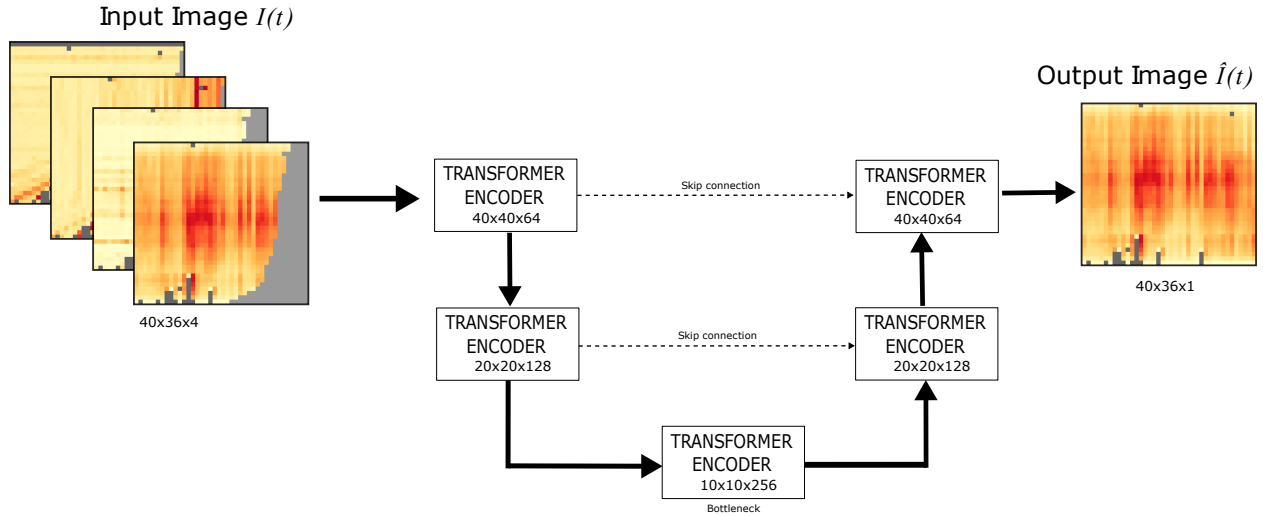 Input Image I(t)
40x36x4
TRANSFORMER
ENCODER
40x40x64
TRANSFORMER
ENCODER
20x20x128
TRANSFORMER
ENCODER
10x10x256
Bottleneck
Skip connection
Skip connection
TRANSFORMER
ENCODER
20x20x128
TRANSFORMER
ENCODER
40x40x64
Output Image Î(t)
40x36x1